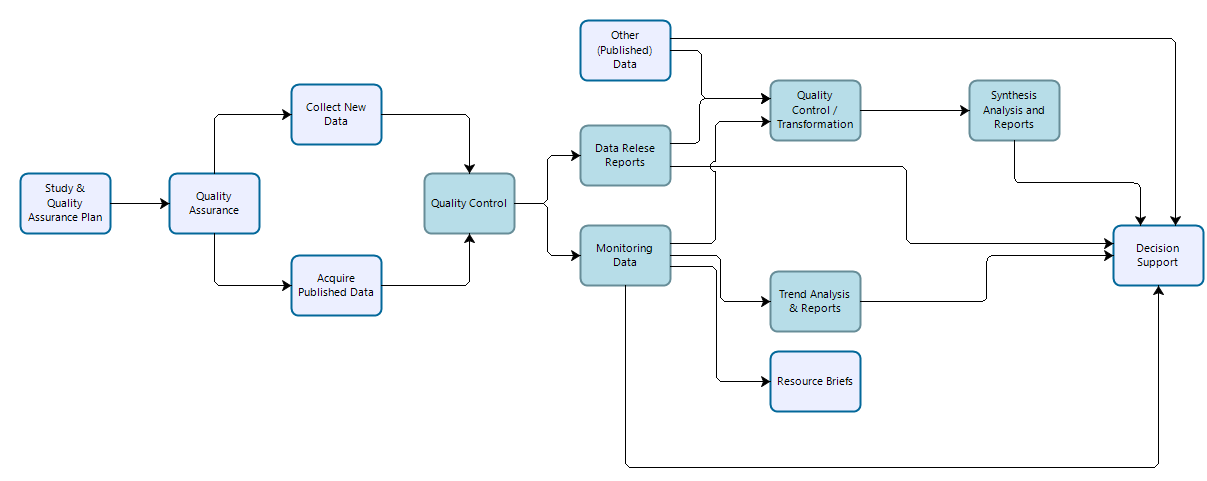 Other
(Published)
Data
Collect New
Data
Quality
Control /
Transformation
Synthesis
Analysis and
Reports
Data Relese
Reports
Study &
Quality
Assurance Plan
Quality
Assurance
Quality Control
Monitoring
Data
Decision
Support
Acquire
Published Data
Trend Analysis
& Reports
Resource Briefs